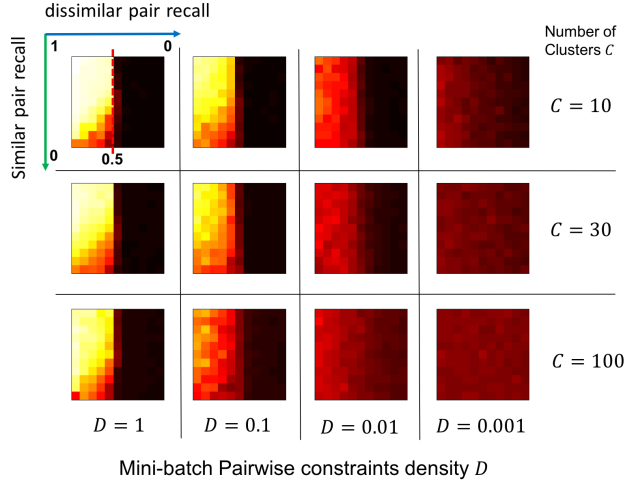 dissimilar pair recall
Number of
Clusters C
1
0
Similar pair recall
C = 10
0
0.5
C = 30
C = 100
D = 1
D = 0.1
D = 0.01
D = 0.001
Mini-batch Pairwise constraints density D